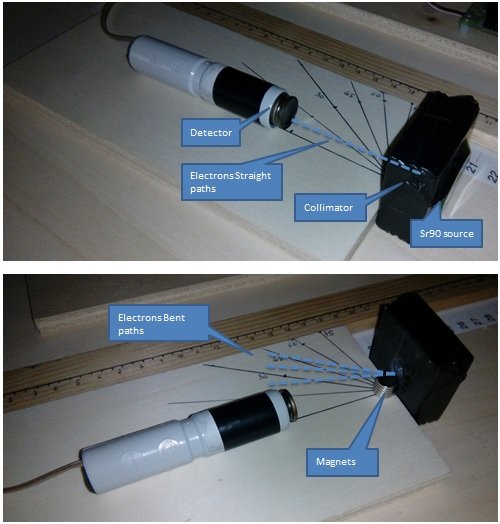 Detector
Electrons Straight
paths
Collimator
Sr90 source
21
22
Electrons Bent
paths
Magnets